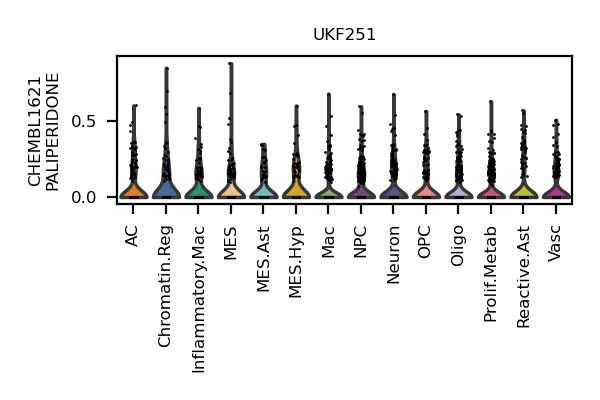 UKF251
CHEMBL1621
PALIPERIDONE
0.5
0.0
AC
Chromatin.Reg
Inflammatory.Mac
MES
MES.Ast
MES.Hyp
Mac
NPC
Neuron
OPC
Oligo
Prolif.Metab
Reactive.Ast
Vasc